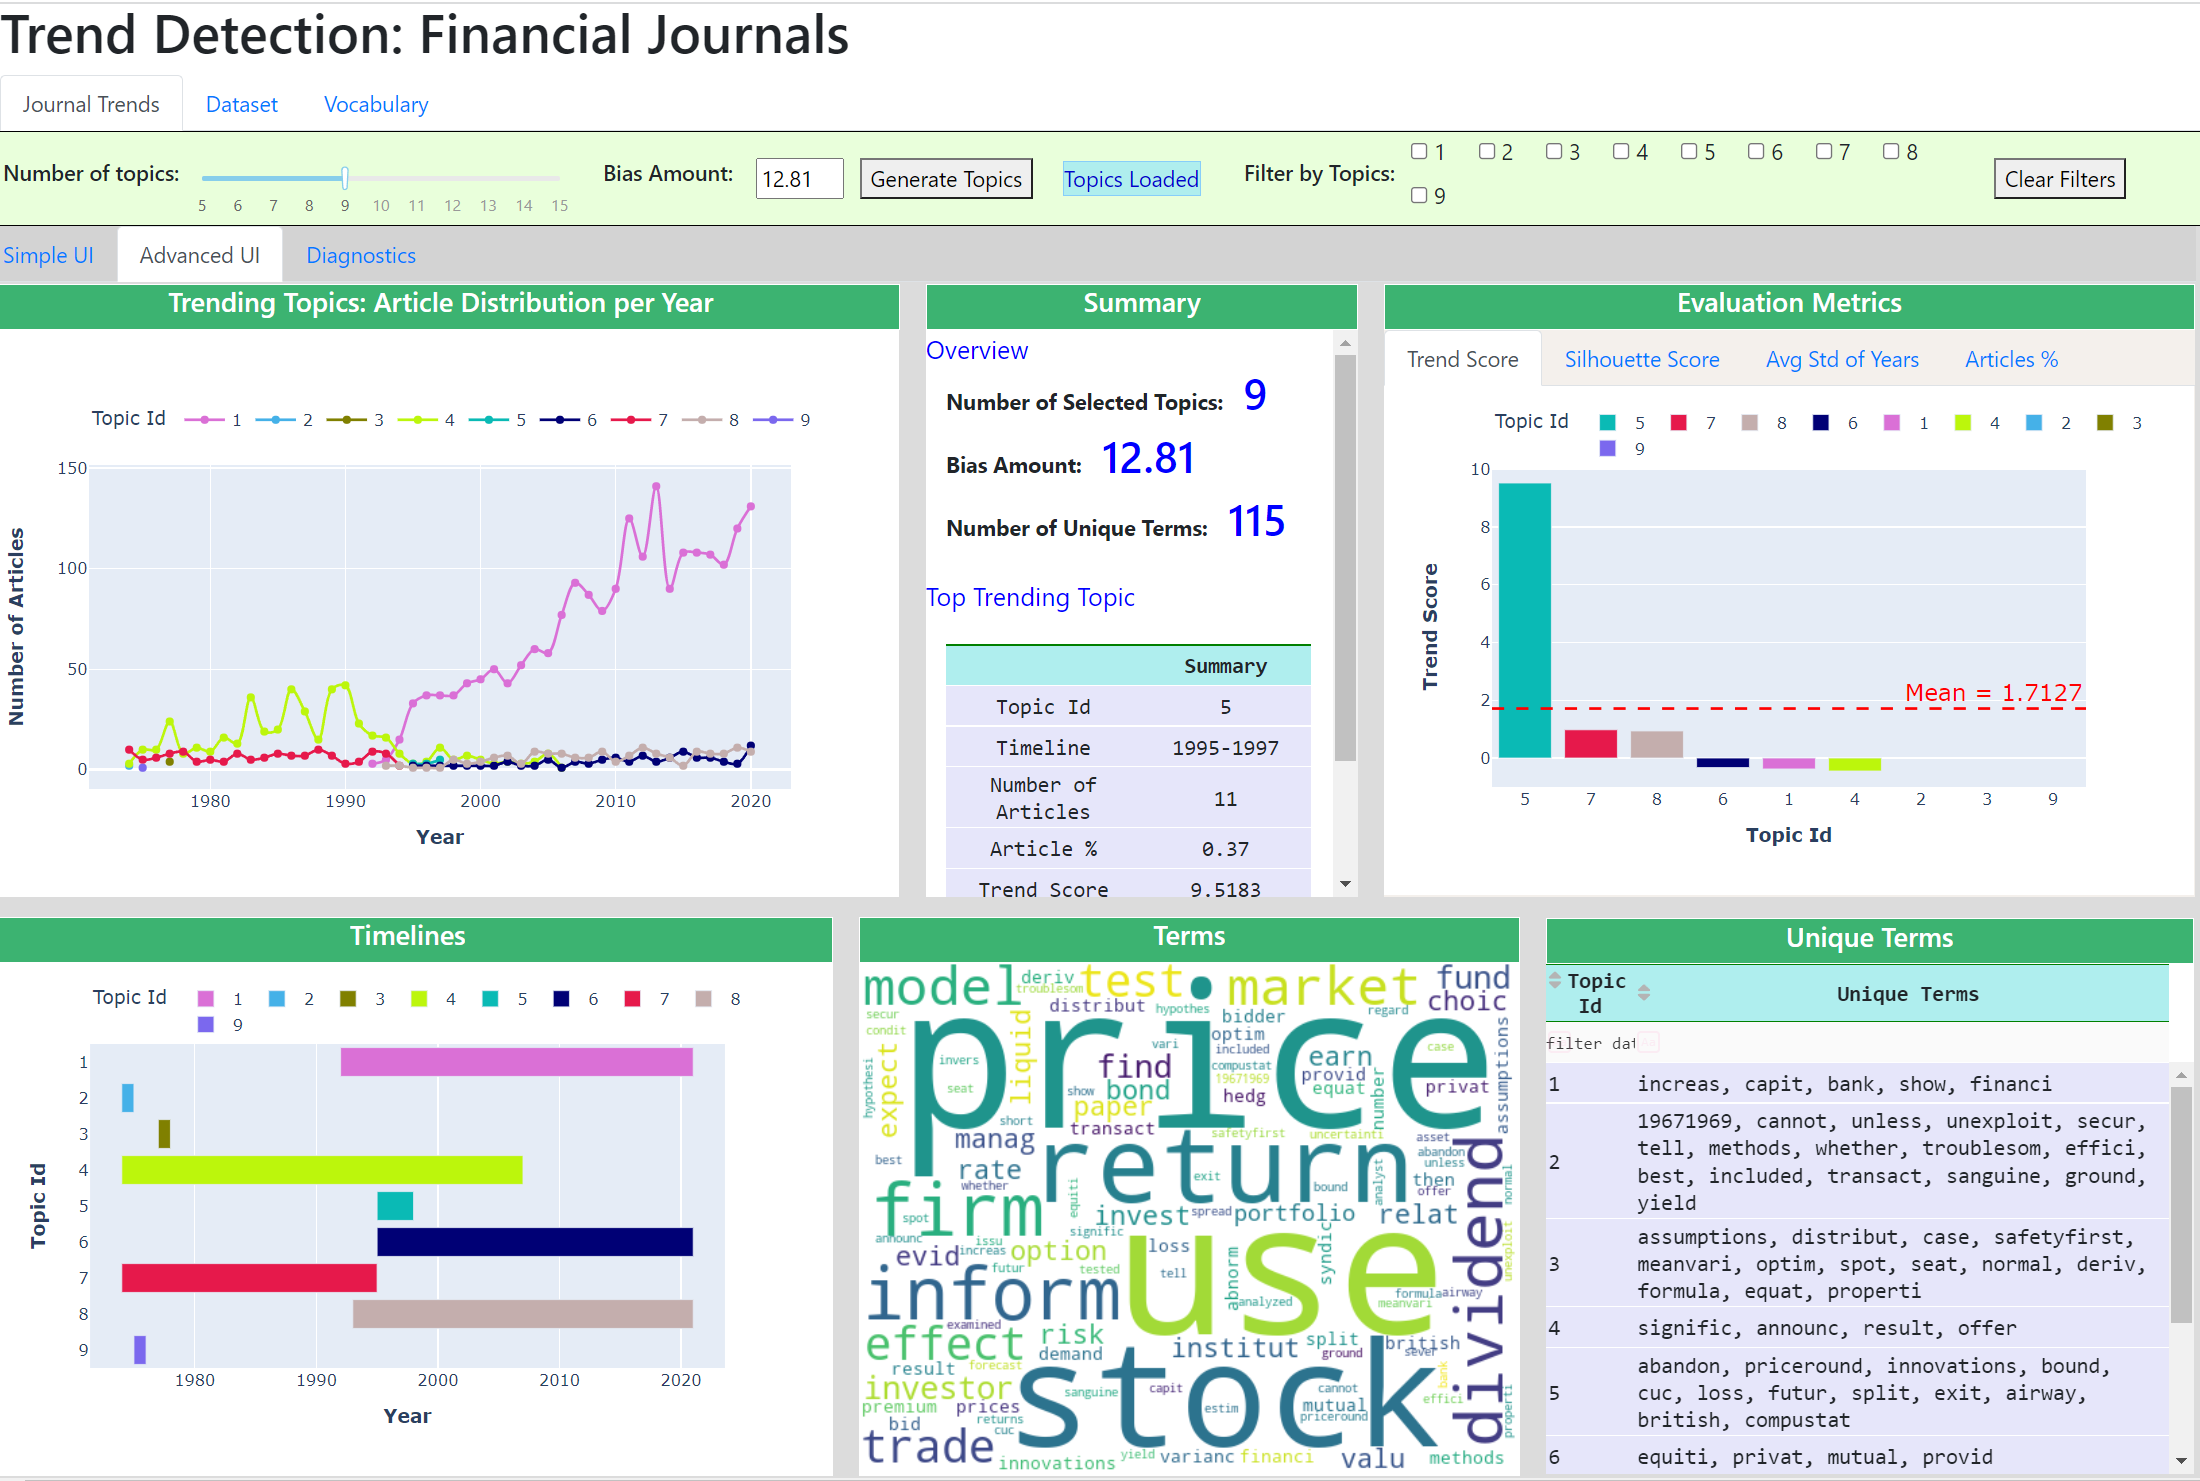 Trend Detection: Financial Journals
Journal Trends Dataset Vocabulary
Number of topics: 5 6 7 8 9 10 11 12 13 14 15 Bias Amount: 12.81 Generate Topics Topics Loaded Filter by Topics: 1 2 3 4 5 6 7 8 9 Clear Filters
Simple UI Advanced UI Diagnostics
Trending Topics: Article Distribution per Year
Topic Id 1 2 3 4 5 6 7 8 9
Number of Articles
150
100
50
0
1980 1990 2000 2010 2020
Year
Summary
Overview
Number of Selected Topics: 9
Bias Amount: 12.81
Number of Unique Terms: 115
Top Trending Topic
Summary
Topic Id 5
Timeline 1995-1997
Number of Articles 11
Article % 0.37
Trend Score 9.5183
Evaluation Metrics
Trend Score Silhouette Score Avg Std of Years Articles %
Topic Id 5 7 8 6 1 4 2 3
9
Trend Score
10
8
6
4
2
0
Mean = 1.7127
5 7 8 6 1 4 2 3 9
Topic Id
Timelines
Topic Id 1 2 3 4 5 6 7 8
9
Topic Id
1
2
3
4
5
6
7
8
9
1980 1990 2000 2010 2020
Year
Terms
model deriv test market fund
troublesom distribut hypothes bidder regard choic
secur condit price optim included compustat 19671969
vari invers seat find earn provid equat case privat
hypothesi expect liquid show bond hedg number assumptions
short paper transact safetyfirst uncertainti
manag return asset abandon unless
best rate whether exit bound analyst then offer normal
firm spot equiti invest spread portfolio relat dividend
announc signific evid increas issu option loss syndic unexploit
futur tested tell use abnorm analyzed formula airway meanvari
inform examined
effect risk demand institut split ground british sever
result forecast stock bank
investor sanguine capit cannot effici
premium prices estim mutual priceround properti
bid returns cuc
trade innovations yield varianc financi valu methods
Unique Terms
Topic Id Unique Terms
filter dat Aa
1 increas, capit, bank, show, financi
2 19671969, cannot, unless, unexploit, secur,
tell, methods, whether, troublesom, effici,
best, included, transact, sanguine, ground,
yield
3 assumptions, distribut, case, safetyfirst,
meanvari, optim, spot, seat, normal, deriv,
formula, equat, properti
4 signific, announc, result, offer
5 abandon, priceround, innovations, bound,
cuc, loss, futur, split, exit, airway,
british, compustat
6 equiti, privat, mutual, provid